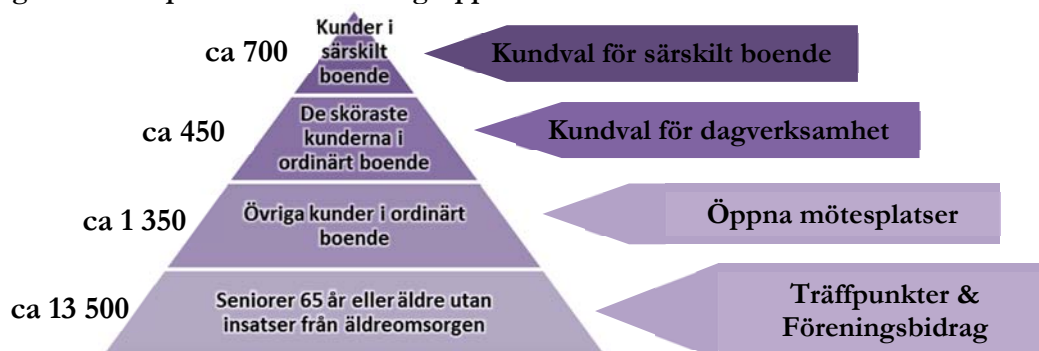 Kunder i
särskilt
boende
ca 700
Kundval för särskilt boende
De sköraste
kunderna i
ordinärt boende
ca 450
Kundval för dagverksamhet
Övriga kunder i ordinärt
boende
ca 1 350
Öppna mötesplatser
Seniorer 65 år eller äldre utan
insatser från äldreomsorgen
ca 13 500
Träffpunkter &
Föreningsbidrag